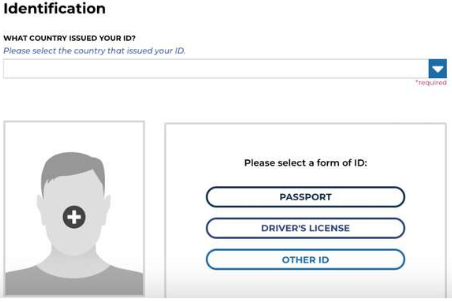 Identification
WHAT COUNTRY ISSUED YOUR ID?
Please select the country that issued your ID.
*required
Please select a form of ID:
PASSPORT
DRIVER'S LICENSE
OTHER ID